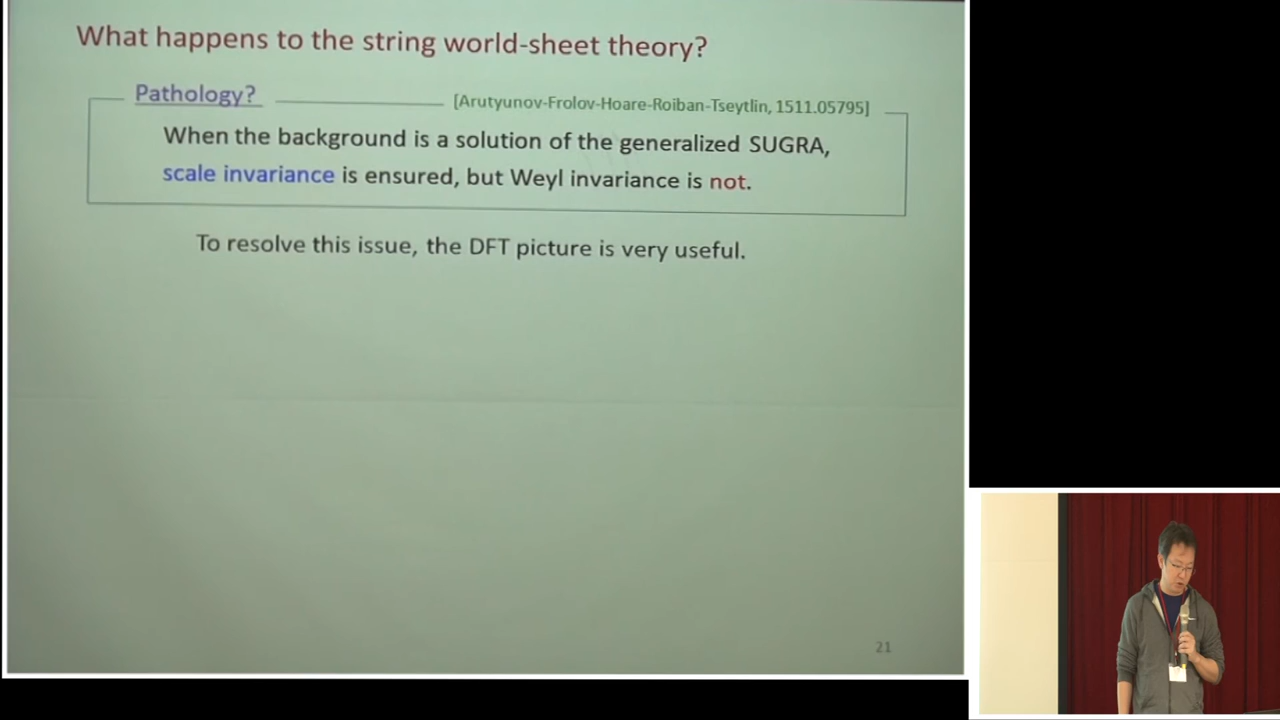 What happens to the string world-sheet theory?
Pathology?
[Arutyunov-Frolov-Hoare-Roiban-Tseytlin, 1511.05795]
When the background is a solution of the generalized SUGRA,
scale invariance is ensured, but Weyl invariance is not.
To resolve this issue, the DFT picture is very useful.
21